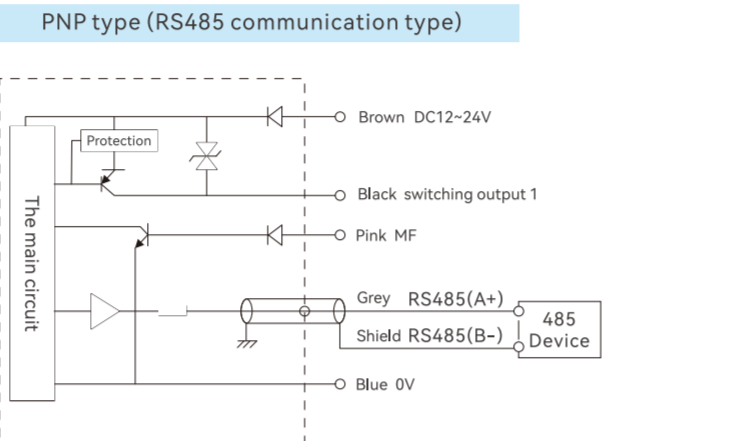 PNP type (RS485 communication type)
Brown DC12~24V
Protection
Black switching output 1
The main circuit
Pink MF
Grey RS485(A+)
485
Device
Shield RS485(B-)
Blue 0V